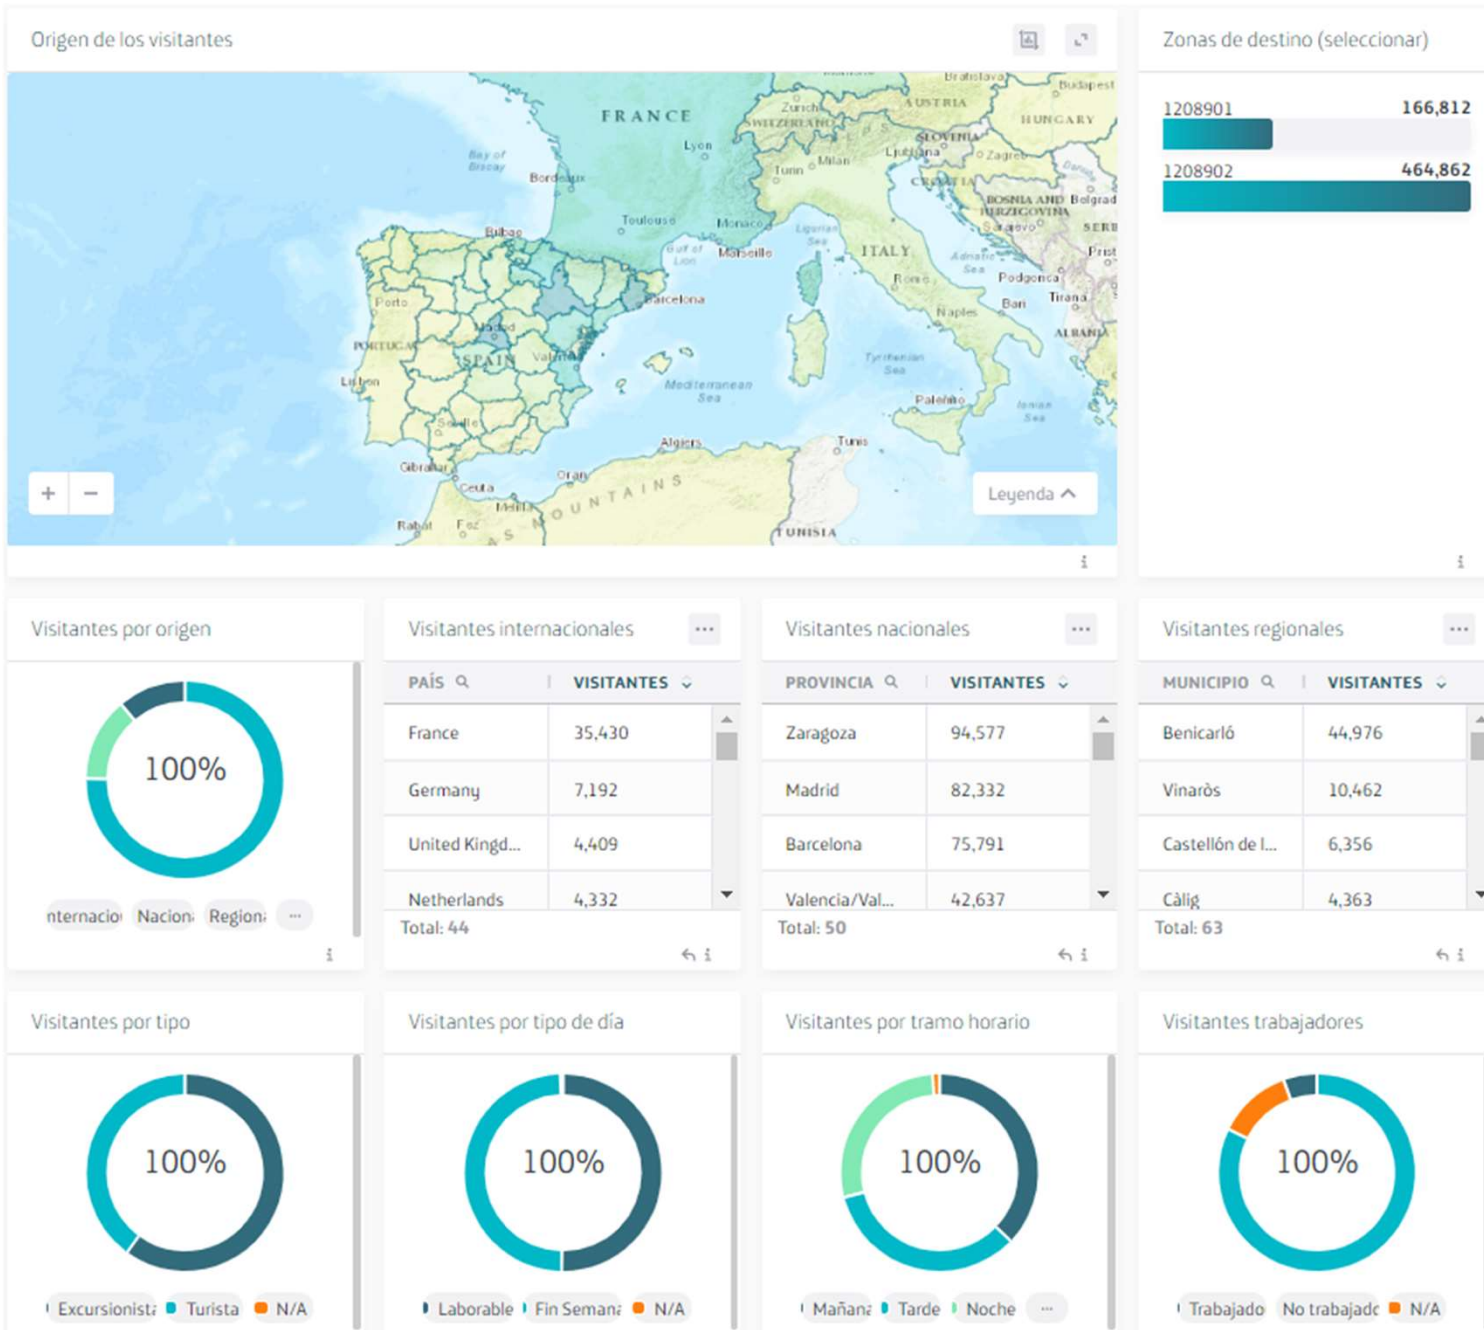 Origen de los visitantes
Zonas de destino (seleccionar)
Bratislava
Budapest
FRANCE
Zurich
AUSTRIA
SWITZERLAND
HUNGARY
Lyon
SLOVENIA
Ljubljana
Zagreb
Bay of
Biscay
Milan
Turin
Bordeaux
CROATIA
BOSNIA AND
HERZEGOVINA
Belgrad
Toulouse
Monaco
Sarajevo
SERB
Ligurian
Sea
Bilbao
Gulf of
Lion
Marseille
ITALY
Adriatic
Sea
Prist
Rome
Podgorica
Porto
Barcelona
Bari
Tirana
Naples
Madrid
ALBANIA
PORTUGAL
SPAIN
Tyrrhenian
Sea
Lisbon
Mediterranean
Sea
Palermo
Ionian
Sea
Seville
Algiers
Tunis
Gibraltar
Oran
Ceuta
Melilla
Rabat
Fez
AS MOUNTAINS
TUNISIA
+ −
Leyenda
1208901 166,812
1208902 464,862
Visitantes por origen
100%
nternacio Nacion Region ...
Visitantes internacionales ...
PAÍS VISITANTES
France 35,430
Germany 7,192
United Kingd... 4,409
Netherlands 4,332
Total: 44
Visitantes nacionales ...
PROVINCIA VISITANTES
Zaragoza 94,577
Madrid 82,332
Barcelona 75,791
Valencia/Val... 42,637
Total: 50
Visitantes regionales ...
MUNICIPIO VISITANTES
Benicarló 44,976
Vinaròs 10,462
Castellón de l... 6,356
Càlig 4,363
Total: 63
Visitantes por tipo
100%
Excursionista Turista N/A
Visitantes por tipo de día
100%
Laborable Fin Semana N/A
Visitantes por tramo horario
100%
Mañana Tarde Noche ...
Visitantes trabajadores
100%
Trabajado No trabajadc N/A